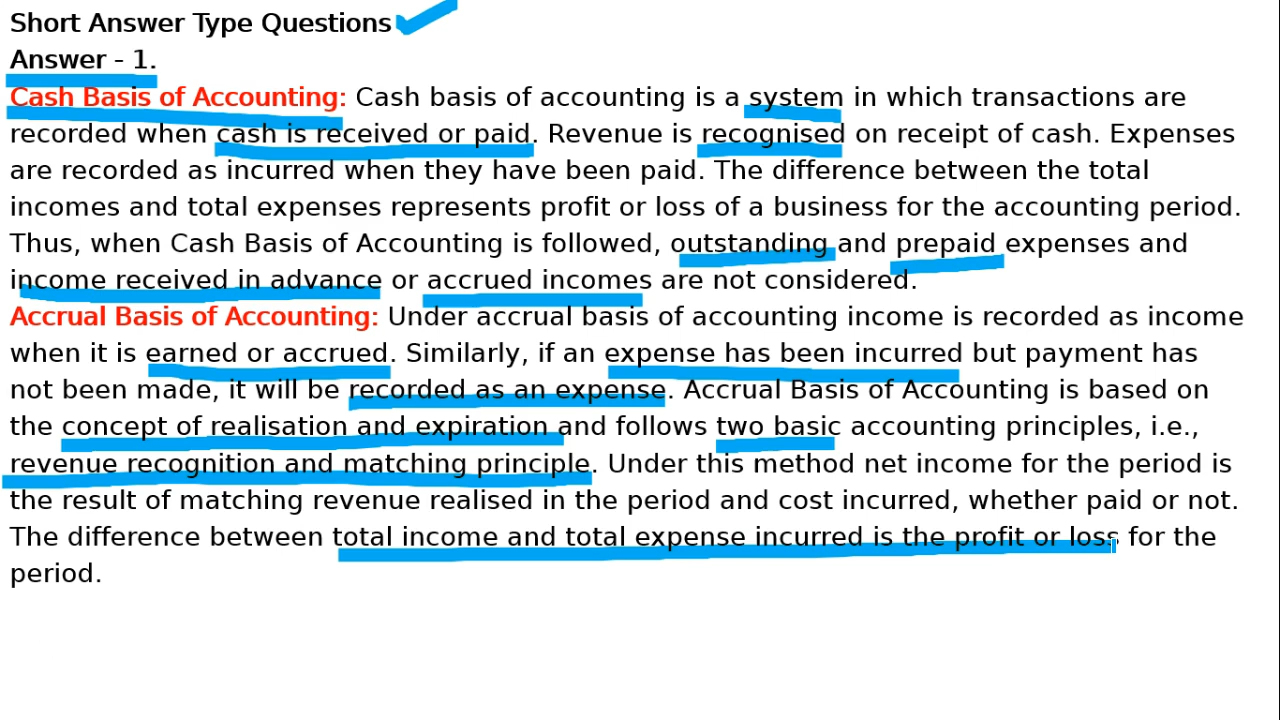 Short Answer Type Questions
Answer - 1.
Cash Basis of Accounting: Cash basis of accounting is a system in which transactions are
recorded when cash is received or paid. Revenue is recognised on receipt of cash. Expenses
are recorded as incurred when they have been paid. The difference between the total
incomes and total expenses represents profit or loss of a business for the accounting period.
Thus, when Cash Basis of Accounting is followed, outstanding and prepaid expenses and
income received in advance or accrued incomes are not considered.
Accrual Basis of Accounting: Under accrual basis of accounting income is recorded as income
when it is earned or accrued. Similarly, if an expense has been incurred but payment has
not been made, it will be recorded as an expense. Accrual Basis of Accounting is based on
the concept of realisation and expiration and follows two basic accounting principles, i.e.,
revenue recognition and matching principle. Under this method net income for the period is
the result of matching revenue realised in the period and cost incurred, whether paid or not.
The difference between total income and total expense incurred is the profit or loss for the
period.